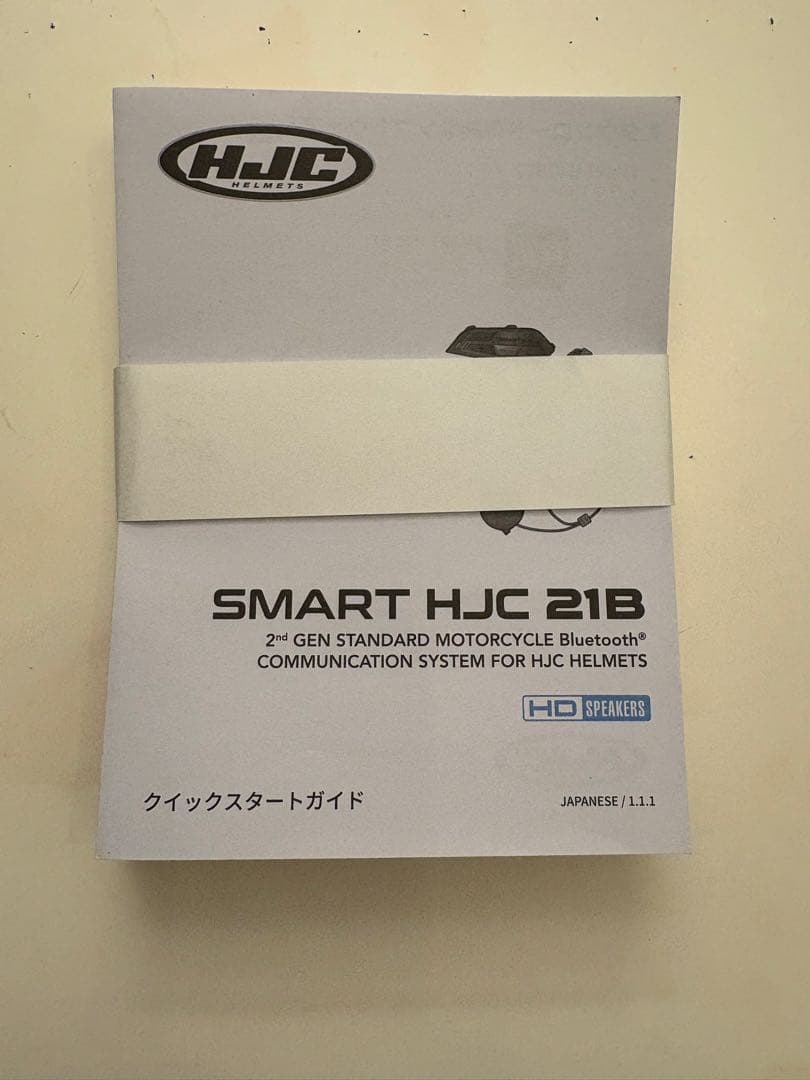 HJC
HELMETS
SMART HJC 21B
2nd GEN STANDARD MOTORCYCLE Bluetooth®
COMMUNICATION SYSTEM FOR HJC HELMETS
HD SPEAKERS
クイックスタートガイド
JAPANESE / 1.1.1